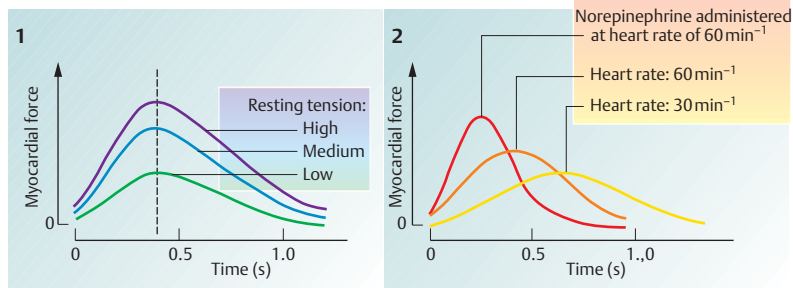 1
Myocardial force
0
Resting tension:
High
Medium
Low
0
0.5
1.0
Time (s)
2
Norepinephrine administered
at heart rate of 60 min⁻¹
Heart rate: 60 min⁻¹
Heart rate: 30 min⁻¹
Myocardial force
0
0
0.5
1.,0
Time (s)